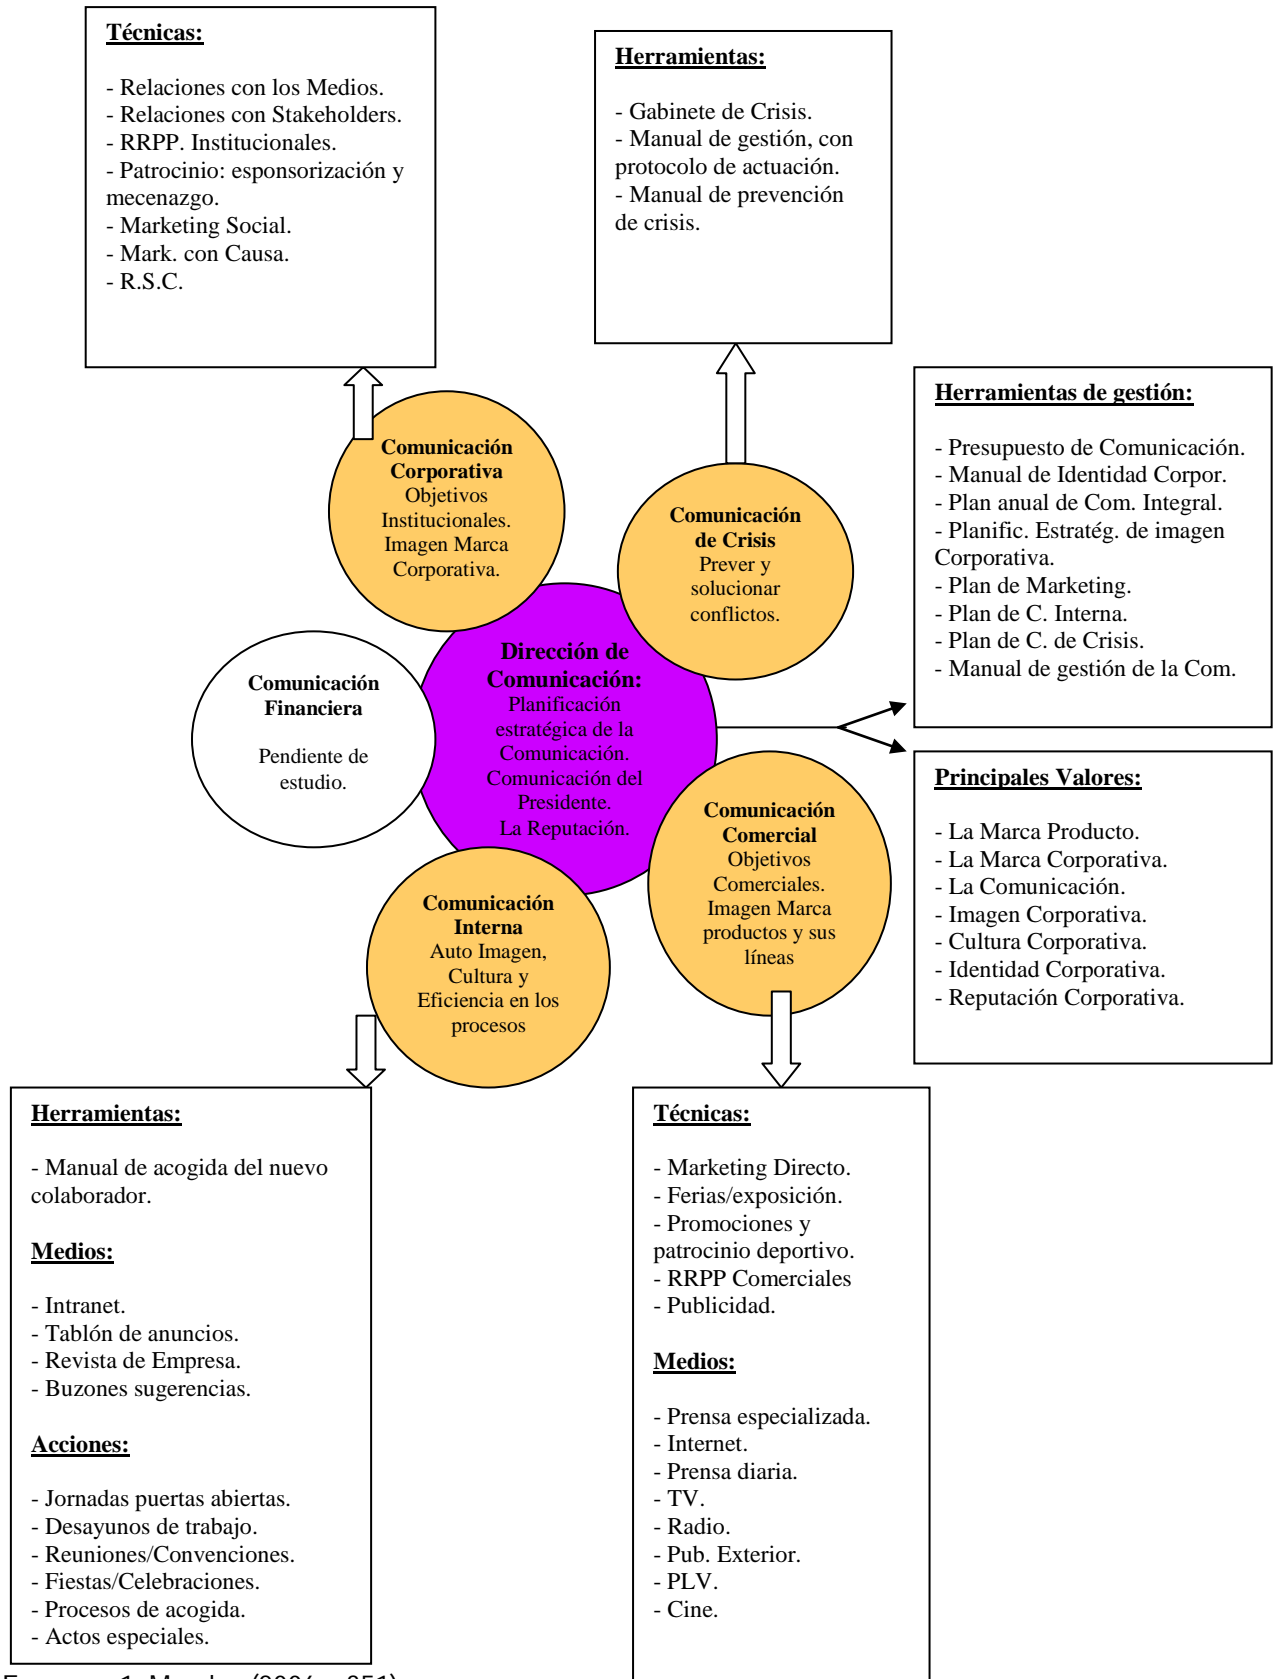 Técnicas:
- Relaciones con los Medios.
- Relaciones con Stakeholders.
- RRPP. Institucionales.
- Patrocinio: esponsorización y
mecenazgo.
- Marketing Social.
- Mark. con Causa.
- R.S.C.
Herramientas:
- Gabinete de Crisis.
- Manual de gestión, con
protocolo de actuación.
- Manual de prevención
de crisis.
Comunicación
Corporativa
Objetivos
Institucionales.
Imagen Marca
Corporativa.
Comunicación
de Crisis
Prever y
solucionar
conflictos.
Herramientas de gestión:
- Presupuesto de Comunicación.
- Manual de Identidad Corpor.
- Plan anual de Com. Integral.
- Planific. Estratég. de imagen
Corporativa.
- Plan de Marketing.
- Plan de C. Interna.
- Plan de C. de Crisis.
- Manual de gestión de la Com.
Comunicación
Financiera
Pendiente de
estudio.
Dirección de
Comunicación:
Planificación
estratégica de la
Comunicación.
Comunicación del
Presidente.
La Reputación.
Principales Valores:
- La Marca Producto.
- La Marca Corporativa.
- La Comunicación.
- Imagen Corporativa.
- Cultura Corporativa.
- Identidad Corporativa.
- Reputación Corporativa.
Comunicación
Comercial
Objetivos
Comerciales.
Imagen Marca
productos y sus
líneas
Comunicación
Interna
Auto Imagen,
Cultura y
Eficiencia en los
procesos
Herramientas:
- Manual de acogida del nuevo
colaborador.
Medios:
- Intranet.
- Tablón de anuncios.
- Revista de Empresa.
- Buzones sugerencias.
Acciones:
- Jornadas puertas abiertas.
- Desayunos de trabajo.
- Reuniones/Convenciones.
- Fiestas/Celebraciones.
- Procesos de acogida.
- Actos especiales.
Técnicas:
- Marketing Directo.
- Ferias/exposición.
- Promociones y
patrocinio deportivo.
- RRPP Comerciales
- Publicidad.
Medios:
- Prensa especializada.
- Internet.
- Prensa diaria.
- TV.
- Radio.
- Pub. Exterior.
- PLV.
- Cine.